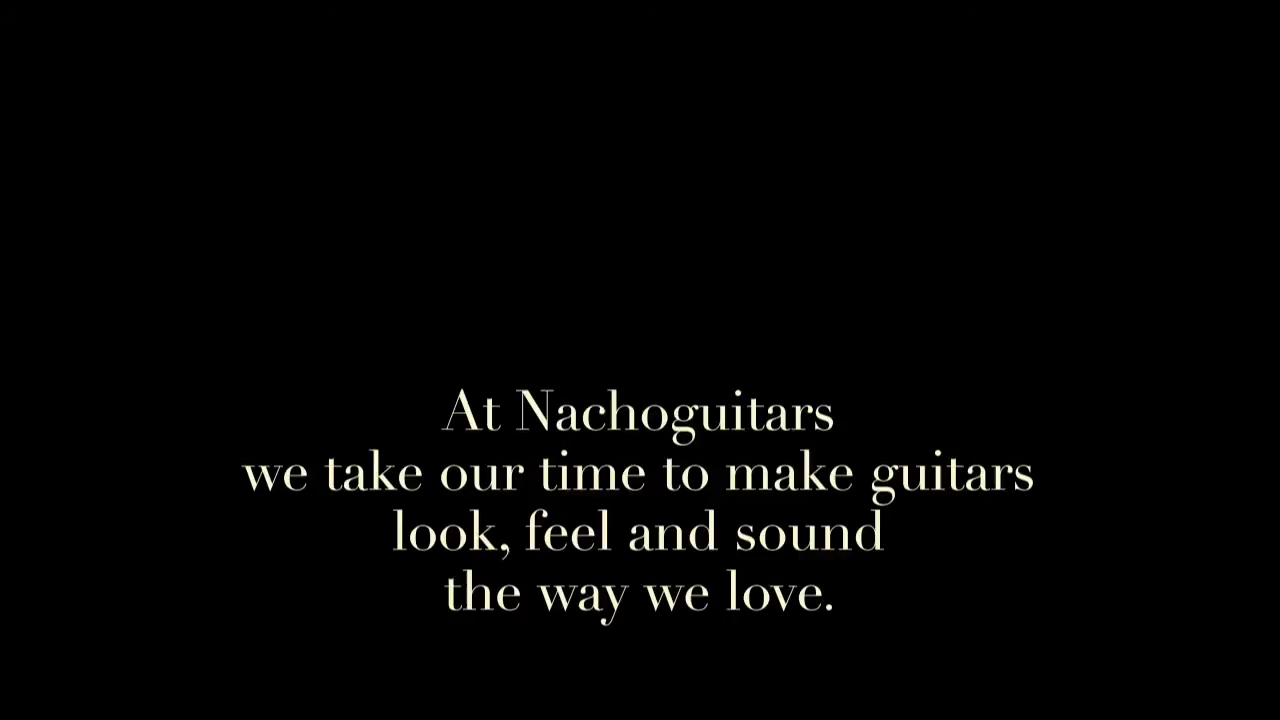 At Nachoguitars
we take our time to make guitars
look, feel and sound
the way we love.